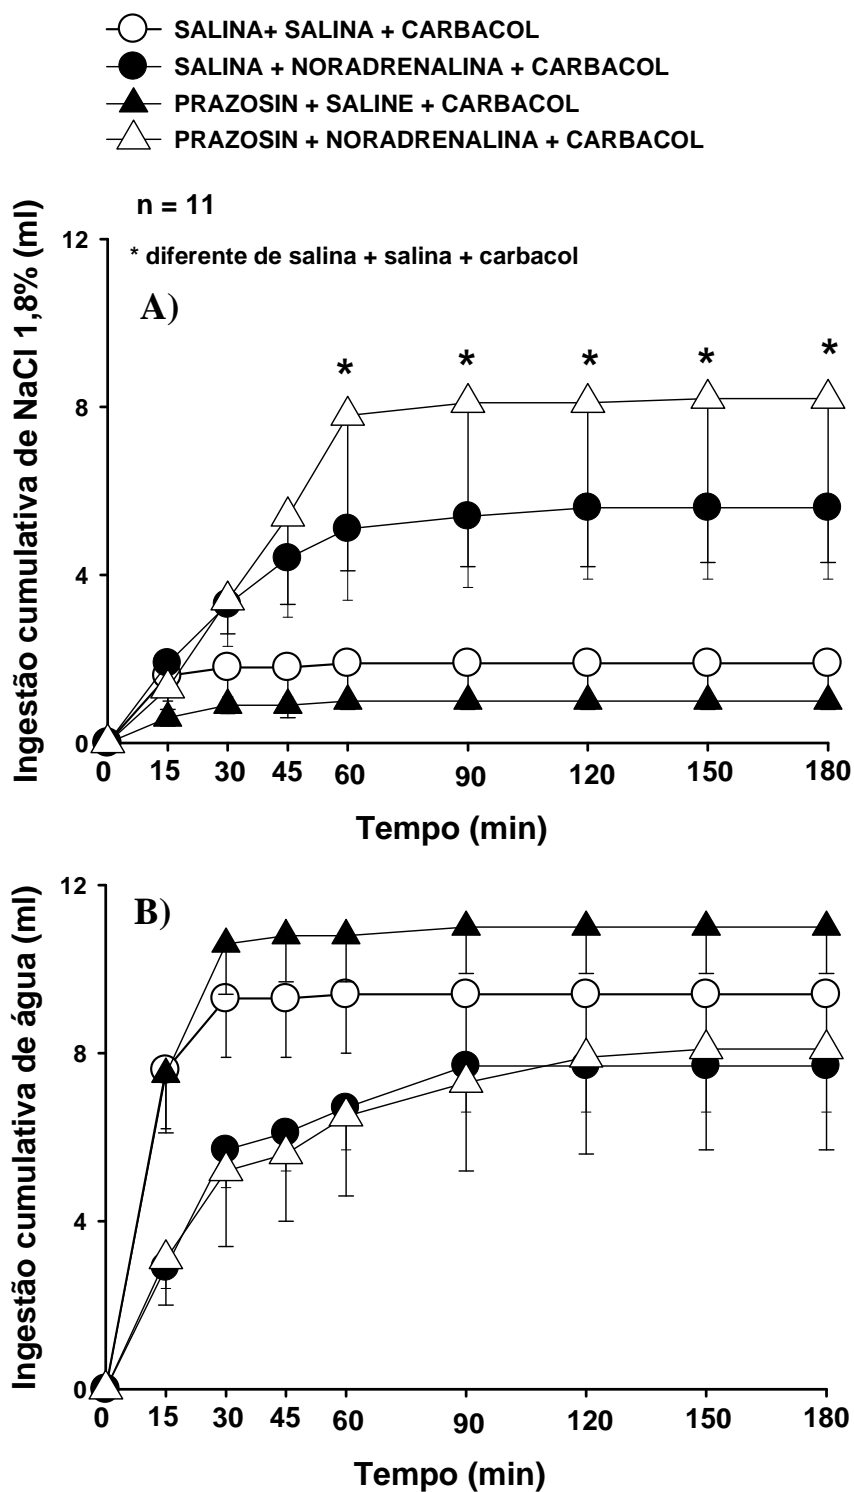 SALINA+ SALINA + CARBACOL
SALINA + NORADRENALINA + CARBACOL
PRAZOSIN + SALINE + CARBACOL
PRAZOSIN + NORADRENALINA + CARBACOL
n = 11
* diferente de salina + salina + carbacol
A)
Ingestão cumulativa de NaCl 1,8% (ml)
12
8
4
0
* * * * *
0 15 30 45 60 90 120 150 180
Tempo (min)
B)
Ingestão cumulativa de água (ml)
12
8
4
0
0 15 30 45 60 90 120 150 180
Tempo (min)